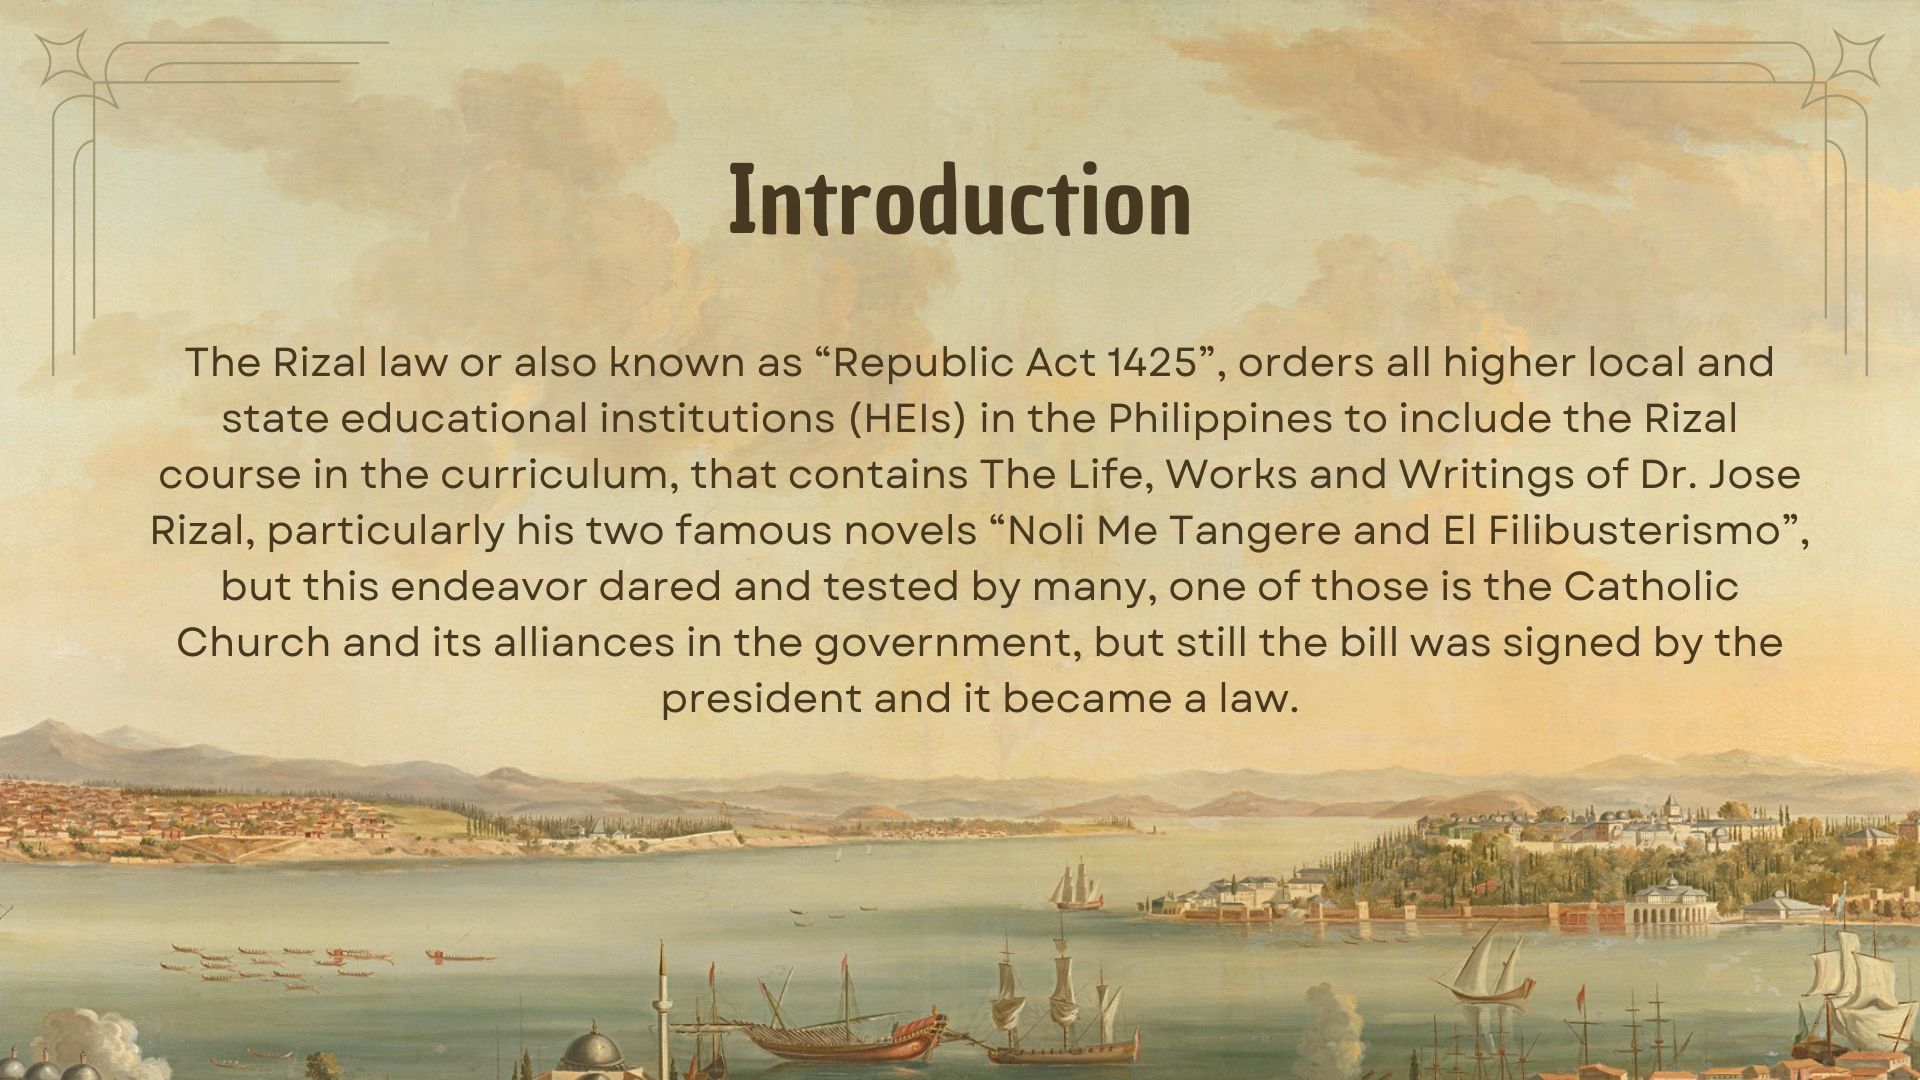 Introduction
The Rizal law or also known as “Republic Act 1425”, orders all higher local and
state educational institutions (HEIs) in the Philippines to include the Rizal
course in the curriculum, that contains The Life, Works and Writings of Dr. Jose
Rizal, particularly his two famous novels “Noli Me Tangere and El Filibusterismo”,
but this endeavor dared and tested by many, one of those is the Catholic
Church and its alliances in the government, but still the bill was signed by the
president and it became a law.